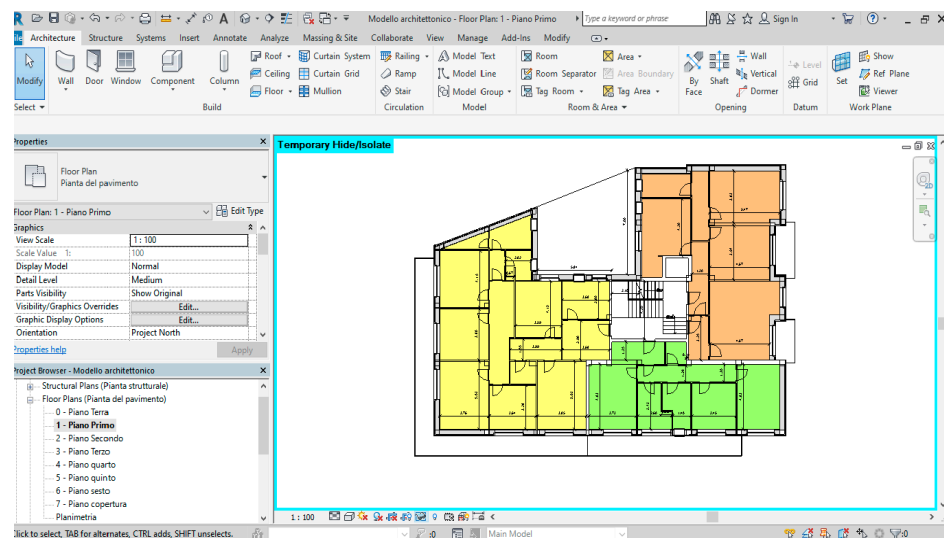 Modello architettonico - Floor Plan: 1 - Piano Primo
Type a keyword or phrase
Sign In
File Architecture Structure Systems Insert Annotate Analyze Massing & Site Collaborate View Manage Add-Ins Modify
Modify
Wall
Door
Window
Component
Column
Roof
Ceiling
Floor
Curtain System
Curtain Grid
Mullion
Railing
Ramp
Stair
Model Text
Model Line
Model Group
Room
Room Separator
Tag Room
Area
Area Boundary
Tag Area
By Face
Shaft
Wall
Vertical
Dormer
Level
Grid
Set
Show
Ref Plane
Viewer
Select
Build
Circulation
Model
Room & Area
Opening
Datum
Work Plane
Properties
Floor Plan
Pianta del pavimento
Floor Plan: 1 - Piano Primo
Edit Type
Graphics
View Scale 1 : 100
Scale Value 1: 100
Display Model Normal
Detail Level Medium
Parts Visibility Show Original
Visibility/Graphics Overrides Edit...
Graphic Display Options Edit...
Orientation Project North
Properties help
Apply
Project Browser - Modello architettonico
Structural Plans (Pianta strutturale)
Floor Plans (Pianta del pavimento)
0 - Piano Terra
1 - Piano Primo
2 - Piano Secondo
3 - Piano Terzo
4 - Piano quarto
5 - Piano quinto
6 - Piano sesto
7 - Piano copertura
Planimetria
Temporary Hide/Isolate
2D
1 : 100
Click to select, TAB for alternates, CTRL adds, SHIFT unselects.
:0
Main Model
:0